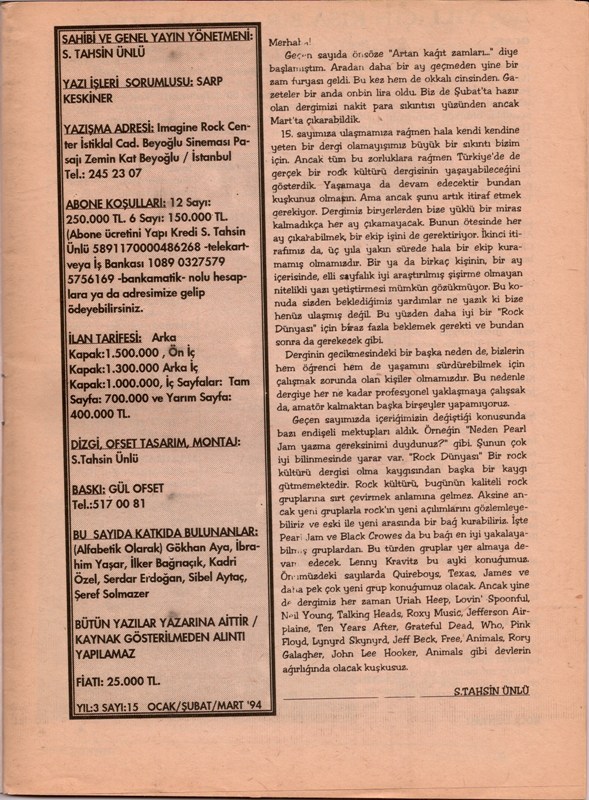 SAHİBİ VE GENEL YAYIN YÖNETMENİ:
S. TAHSİN ÜNLÜ
YAZI İŞLERİ SORUMLUSU: SARP
KESKİNER
YAZIŞMA ADRESİ: Imagine Rock Cen-
ter İstiklal Cad. Beyoğlu Sineması Pa-
sajı Zemin Kat Beyoğlu / İstanbul
Tel.: 245 23 07
ABONE KOŞULLARI: 12 Sayı:
250.000 TL. 6 Sayı: 150.000 TL.
(Abone ücretini Yapı Kredi S. Tahsin
Ünlü 5891170000486268 -telekart-
veya İş Bankası 1089 0327579
5756169 -bankamatik- nolu hesap-
lara ya da adresimize gelip
ödeyebilirsiniz.
İLAN TARİFESİ: Arka
Kapak:1.500.000 , Ön İç
Kapak:1.300.000 Arka İç
Kapak:1.000.000, İç Sayfalar: Tam
Sayfa: 700.000 ve Yarım Sayfa:
400.000 TL.
DİZGİ, OFSET TASARIM, MONTAJ:
S.Tahsin Ünlü
BASKI: GÜL OFSET
Tel.:517 00 81
BU SAYIDA KATKIDA BULUNANLAR:
(Alfabetik Olarak) Gökhan Aya, İbra-
him Yaşar, İlker Bağrıaçık, Kadri
Özel, Serdar Erdoğan, Sibel Aytaç,
Şeref Solmazer
BÜTÜN YAZILAR YAZARINA AİTTİR /
KAYNAK GÖSTERİLMEDEN ALINTI
YAPILAMAZ
FİATI: 25.000 TL.
YIL:3 SAYI:15 OCAK/ŞUBAT/MART '94
Merhaba!
Geçen sayıda önsöze "Artan kağıt zamları..." diye
başlamıştım. Aradan daha bir ay geçmeden yine bir
zam furyası geldi. Bu kez hem de okkalı cinsinden. Ga-
zeteler bir anda onbin lira oldu. Biz de Şubat'ta hazır
olan dergimizi nakit para sıkıntısı yüzünden ancak
Mart'ta çıkarabildik.
15. sayımıza ulaşmamıza rağmen hala kendi kendine
yeten bir dergi olamayışımız büyük bir sıkıntı bizim
için. Ancak tüm bu zorluklara rağmen Türkiye'de de
gerçek bir rock kültürü dergisinin yaşayabileceğini
gösterdik. Yaşamaya da devam edecektir bundan
kuşkunuz olmasın. Ama ancak şunu artık itiraf etmek
gerekiyor. Dergimiz biryerlerden bize yüklü bir miras
kalmadıkça her ay çıkamayacak. Bunun ötesinde her
ay çıkarabilmek, bir ekip işini de gerektiriyor. İkinci iti-
rafımız da, üç yıla yakın sürede hala bir ekip kura-
mamış olmamızdır. Bir ya da birkaç kişinin, bir ay
içerisinde, elli sayfalık iyi araştırılmış şişirme olmayan
nitelikli yazı yetiştirmesi mümkün gözükmüyor. Bu ko-
nuda sizden beklediğimiz yardımlar ne yazık ki bize
henüz ulaşmış değil. Bu yüzden daha iyi bir "Rock
Dünyası" için biraz fazla beklemek gerekti ve bundan
sonra da gerekecek gibi.
Derginin gecikmesindeki bir başka neden de, bizlerin
hem öğrenci hem de yaşamını sürdürebilmek için
çalışmak zorunda olan kişiler olmamızdır. Bu nedenle
dergiye her ne kadar profesyonel yaklaşmaya çalışsak
da, amatör kalmaktan başka birşeyler yapamıyoruz.
Geçen sayımızda içeriğimizin değiştiği konusunda
bazı endişeli mektupları aldık. Örneğin "Neden Pearl
Jam yazma gereksinimi duydunuz?" gibi. Şunun çok
iyi bilinmesinde yarar var. "Rock Dünyası" Bir rock
kültürü dergisi olma kaygısından başka bir kaygı
gütmemektedir. Rock kültürü, bugünün kaliteli rock
gruplarına sırt çevirmek anlamına gelmez. Aksine an-
cak yeni gruplarla rock'ın yeni açılımlarını gözlemleye-
biliriz ve eski ile yeni arasında bir bağ kurabiliriz. İşte
Pearl Jam ve Black Crowes da bu bağı en iyi yakalaya-
bilmiş gruplardan. Bu türden gruplar yer almaya de-
vam edecek. Lenny Kravitz bu ayki konuğumuz.
Önümüzdeki sayılarda Quireboys, Texas, James ve
daha pek çok yeni grup konuğumuz olacak. Ancak yine
de dergimiz her zaman Uriah Heep, Lovin' Spoonful,
Neil Young, Talking Heads, Roxy Music, Jefferson Air-
plaine, Ten Years After, Grateful Dead, Who, Pink
Floyd, Lynyrd Skynyrd, Jeff Beck, Free, Animals, Rory
Galagher, John Lee Hooker, Animals gibi devlerin
ağırlığında olacak kuşkusuz.
S.TAHSİN ÜNLÜ